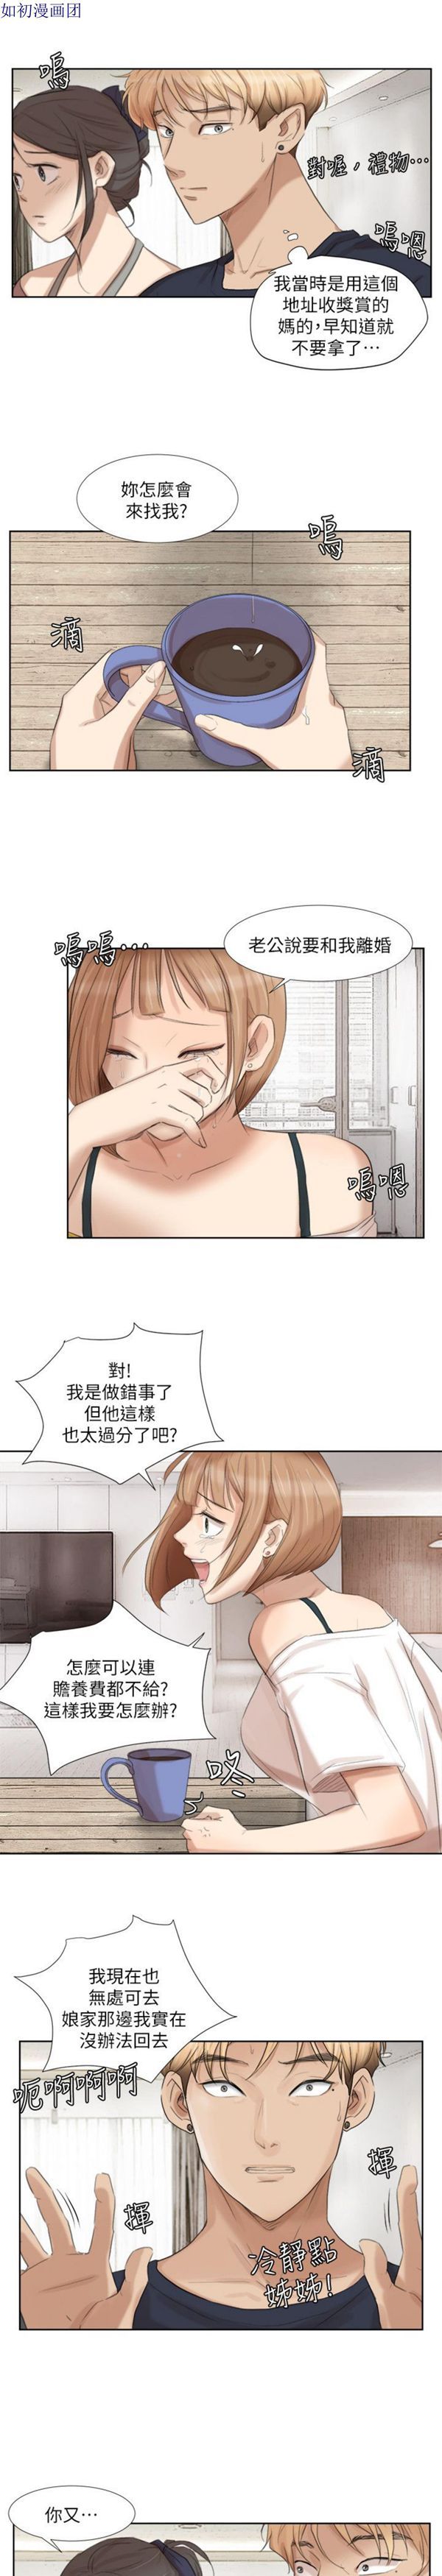 如初漫画团
嗚
對喔，禮物…
嗚嗯
我當時是用這個
地址收獎賞的
媽的,早知道就
不要拿了…
妳怎麼會
來找我?
嗚
滴
滴
老公說要和我離婚
嗚嗚…
嗚嗯
對!
我是做錯事了
但他這樣
也太過分了吧?
怎麼可以連
贍養費都不給?
這樣我要怎麼辦?
咚
我現在也
無處可去
娘家那邊我實在
沒辦法回去
呃啊啊啊
揮
揮
冷靜點
姊姊!
你又…